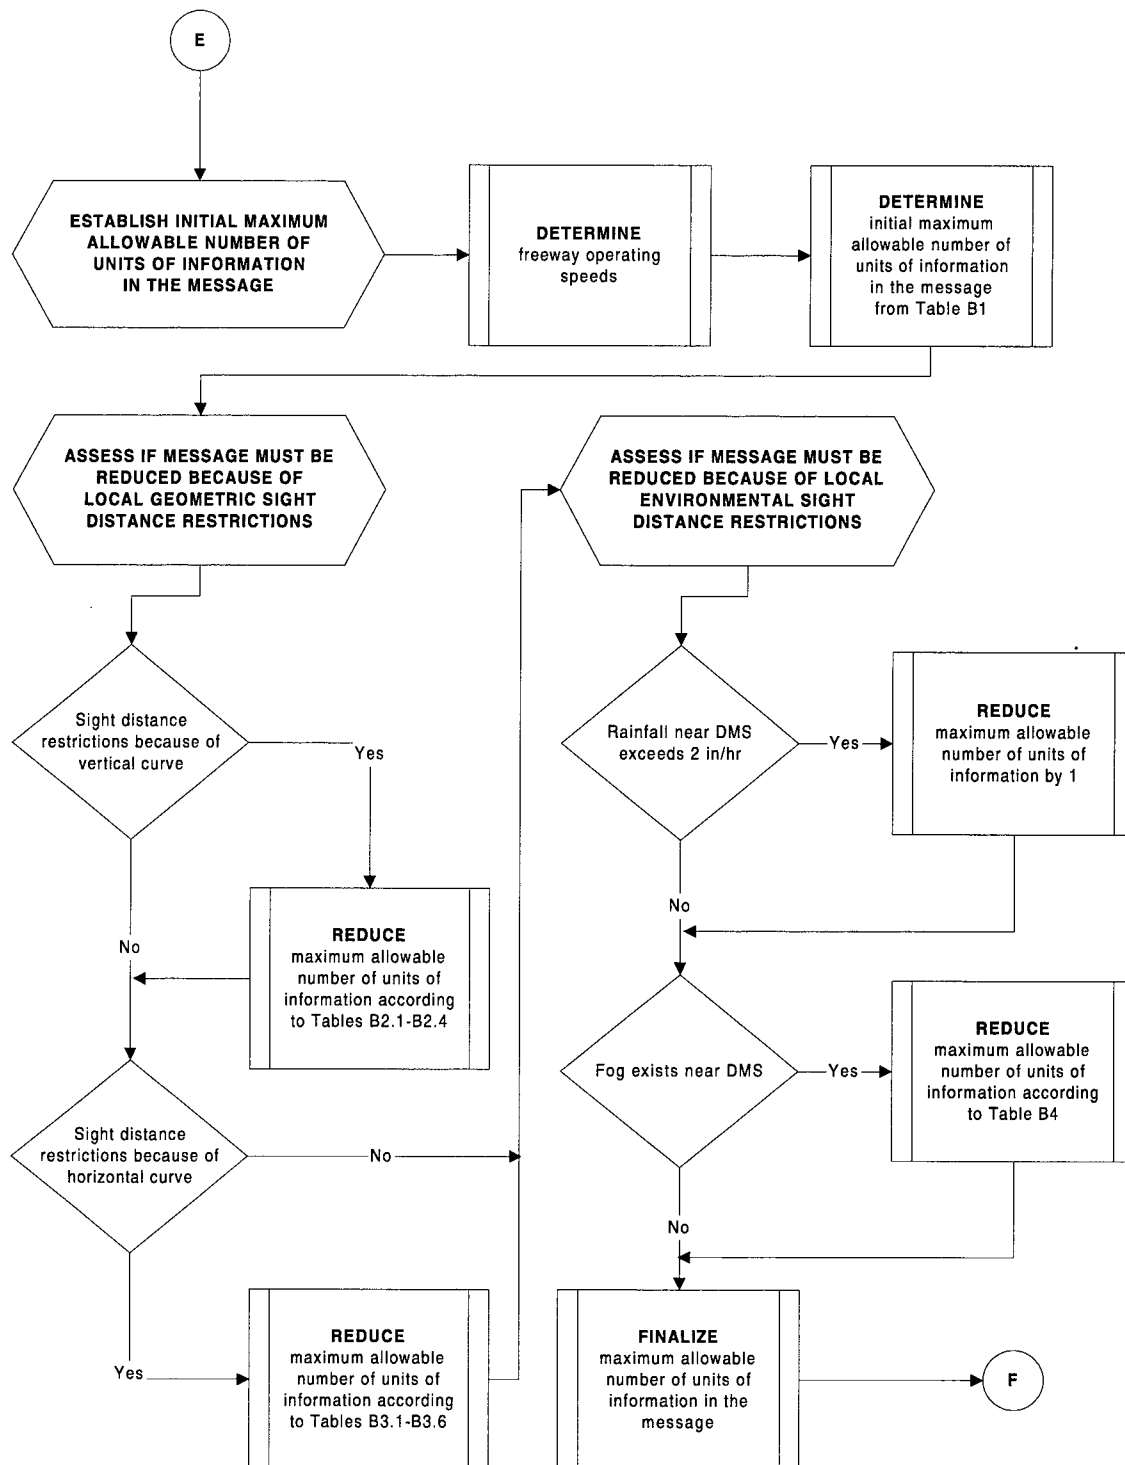 E
ESTABLISH INITIAL MAXIMUM
ALLOWABLE NUMBER OF
UNITS OF INFORMATION
IN THE MESSAGE
DETERMINE
freeway operating
speeds
DETERMINE
initial maximum
allowable number of
units of information
in the message
from Table B1
ASSESS IF MESSAGE MUST BE
REDUCED BECAUSE OF
LOCAL GEOMETRIC SIGHT
DISTANCE RESTRICTIONS
Sight distance
restrictions because of
vertical curve
Yes
No
REDUCE
maximum allowable
number of units of
information according
to Tables B2.1-B2.4
Sight distance
restrictions because of
horizontal curve
No
Yes
REDUCE
maximum allowable
number of units of
information according
to Tables B3.1-B3.6
ASSESS IF MESSAGE MUST BE
REDUCED BECAUSE OF LOCAL
ENVIRONMENTAL SIGHT
DISTANCE RESTRICTIONS
Rainfall near DMS
exceeds 2 in/hr
Yes
REDUCE
maximum allowable
number of units of
information by 1
No
Fog exists near DMS
Yes
REDUCE
maximum allowable
number of units of
information according
to Table B4
No
FINALIZE
maximum allowable
number of units of
information in the
message
F